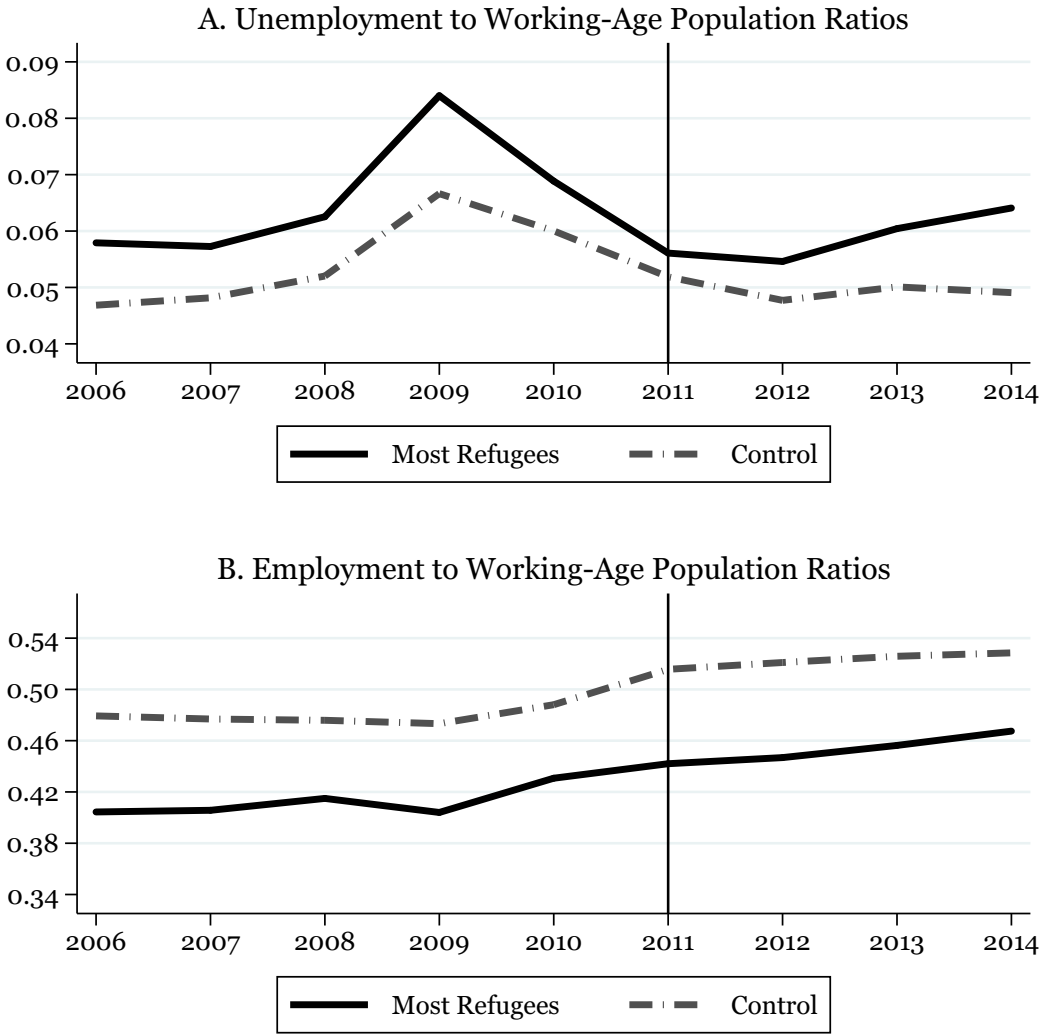 A. Unemployment to Working-Age Population Ratios
0.09
0.08
0.07
0.06
0.05
0.04
2006 2007 2008 2009 2010 2011 2012 2013 2014
Most Refugees Control
B. Employment to Working-Age Population Ratios
0.54
0.50
0.46
0.42
0.38
0.34
2006 2007 2008 2009 2010 2011 2012 2013 2014
Most Refugees Control